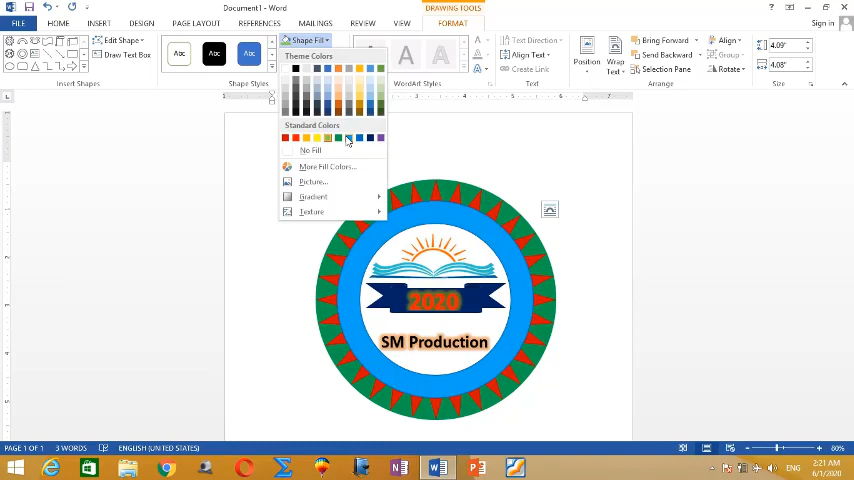 Document1 - Word
DRAWING TOOLS
FILE HOME INSERT DESIGN PAGE LAYOUT REFERENCES MAILINGS REVIEW VIEW FORMAT
Sign in
Edit Shape
Draw Text Box
Insert Shapes
Abc Abc Abc
Shape Styles
Shape Fill
Theme Colors
Standard Colors
No Fill
More Fill Colors...
Picture...
Gradient
Texture
A A
WordArt Styles
Text Direction
Align Text
Create Link
Text
Position
Wrap Text
Bring Forward
Send Backward
Selection Pane
Align
Group
Rotate
Arrange
4.09"
4.08"
Size
2020
SM Production
PAGE 1 OF 1 3 WORDS ENGLISH (UNITED STATES)
80%
ENG
2:21 AM
6/1/2020